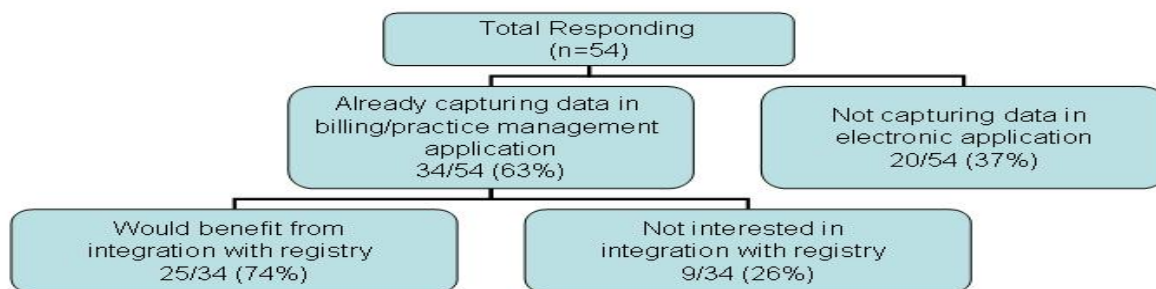 Total Responding
(n=54)
Already capturing data in
billing/practice management
application
34/54 (63%)
Not capturing data in
electronic application
20/54 (37%)
Would benefit from
integration with registry
25/34 (74%)
Not interested in
integration with registry
9/34 (26%)